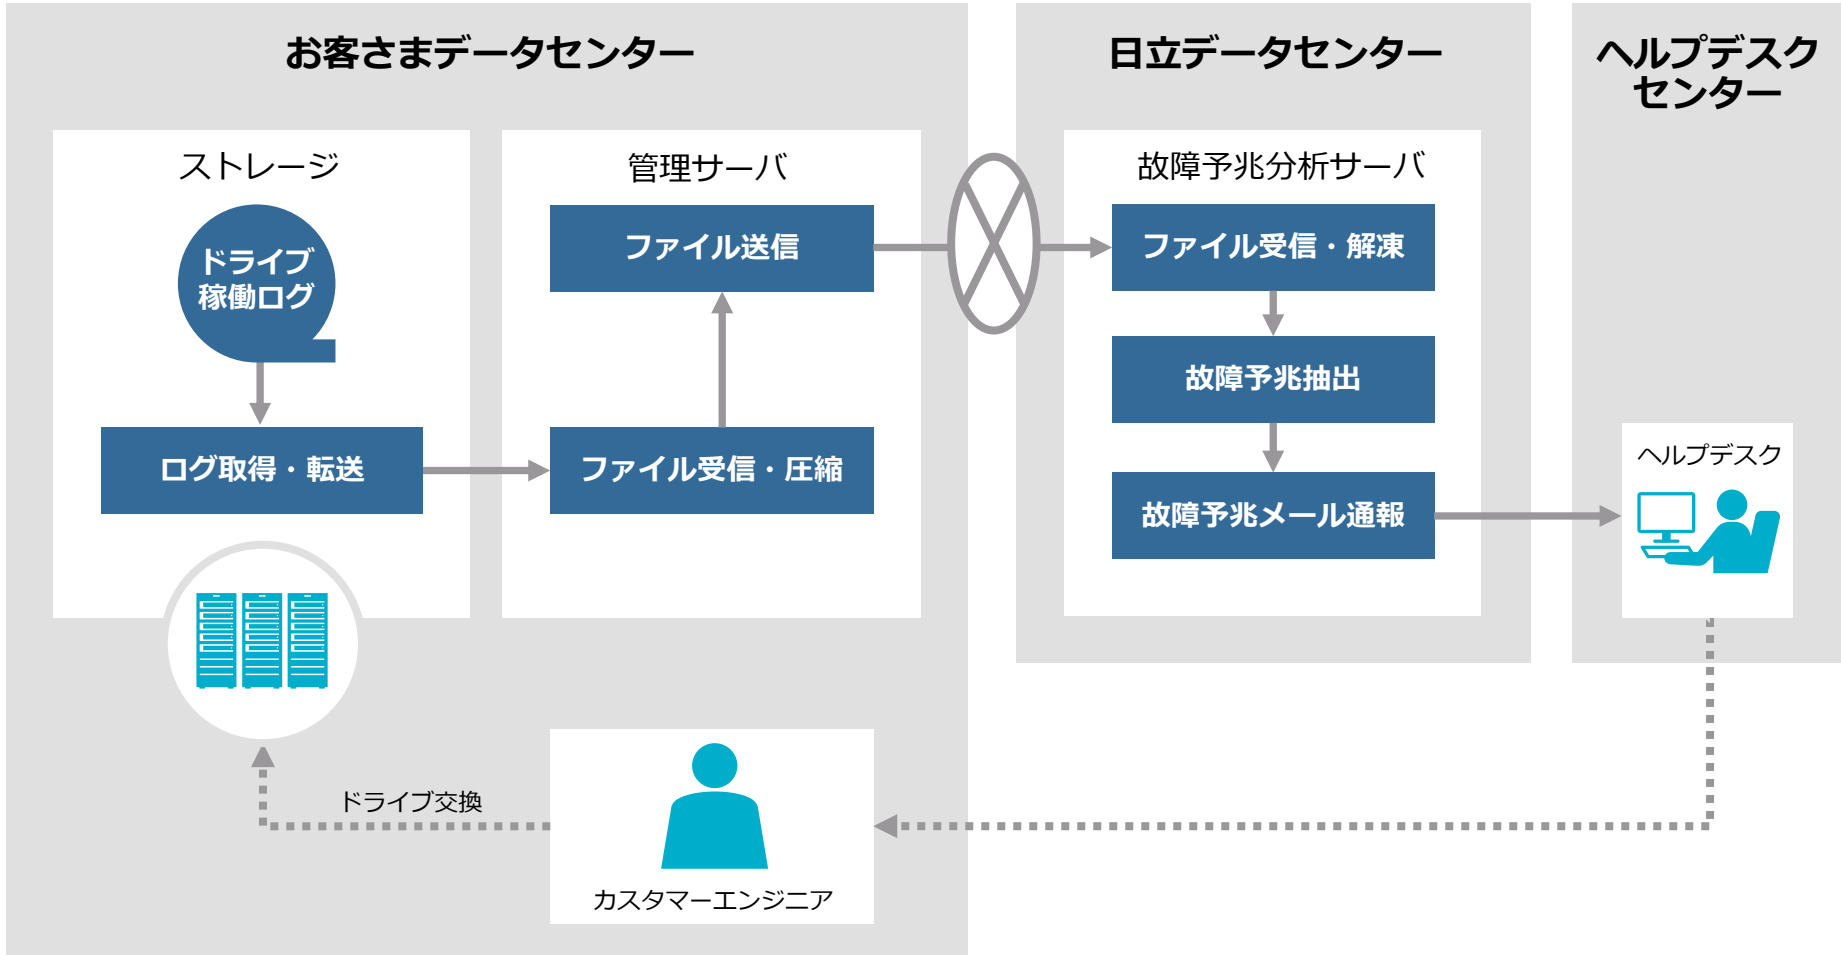 お客さまデータセンター
ストレージ
ドライブ
稼働ログ
ログ取得・転送
管理サーバ
ファイル送信
ファイル受信・圧縮
ドライブ交換
カスタマーエンジニア
日立データセンター
故障予兆分析サーバ
ファイル受信・解凍
故障予兆抽出
故障予兆メール通報
ヘルプデスク
センター
ヘルプデスク